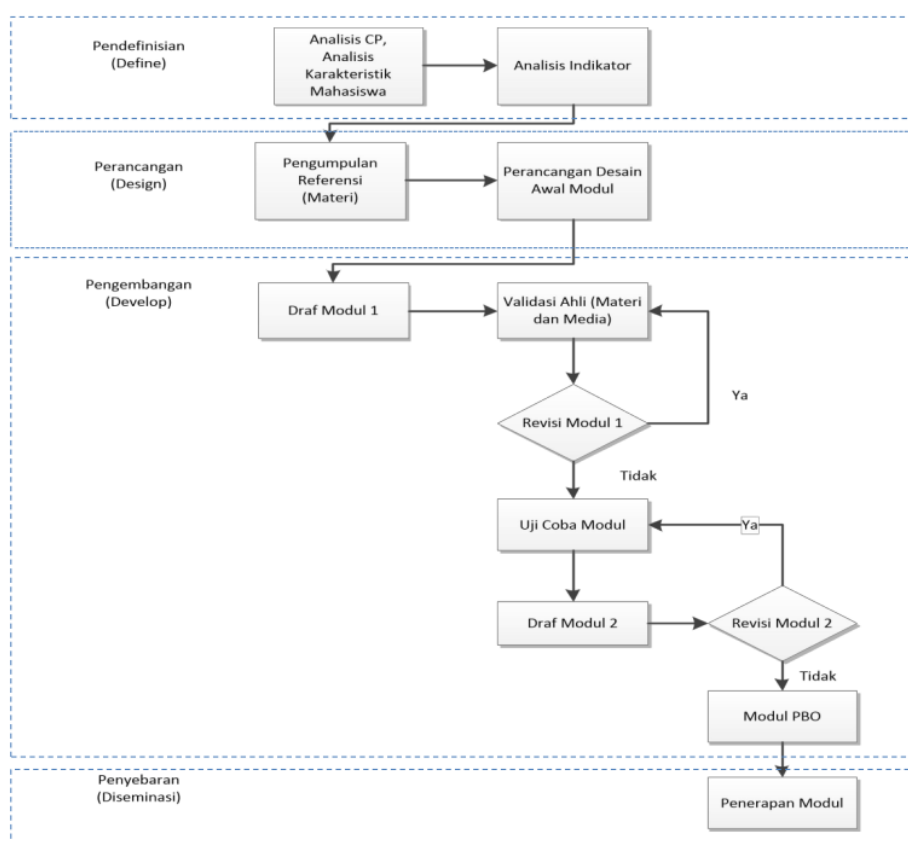 Pendefinisian
(Define)
Analisis CP,
Analisis
Karakteristik
Mahasiswa
Analisis Indikator
Perancangan
(Design)
Pengumpulan
Referensi
(Materi)
Perancangan Desain
Awal Modul
Pengembangan
(Develop)
Draf Modul 1
Validasi Ahli (Materi
dan Media)
Ya
Revisi Modul 1
Tidak
Uji Coba Modul
Ya
Draf Modul 2
Revisi Modul 2
Tidak
Modul PBO
Penyebaran
(Diseminasi)
Penerapan Modul